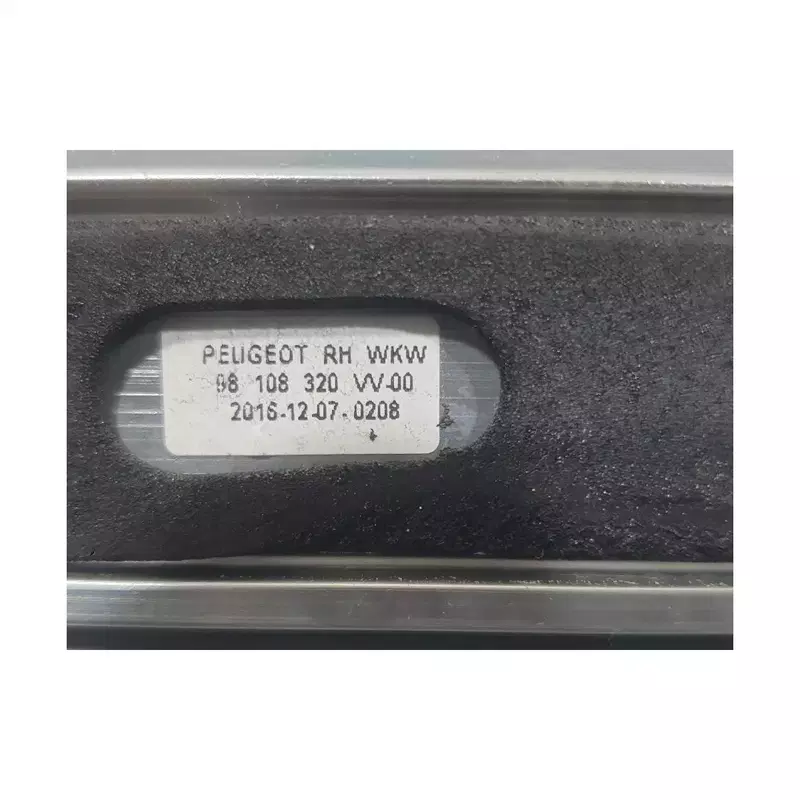 PEUGEOT RH WKW
98 108 320 VV-00
2016-12-07-0208